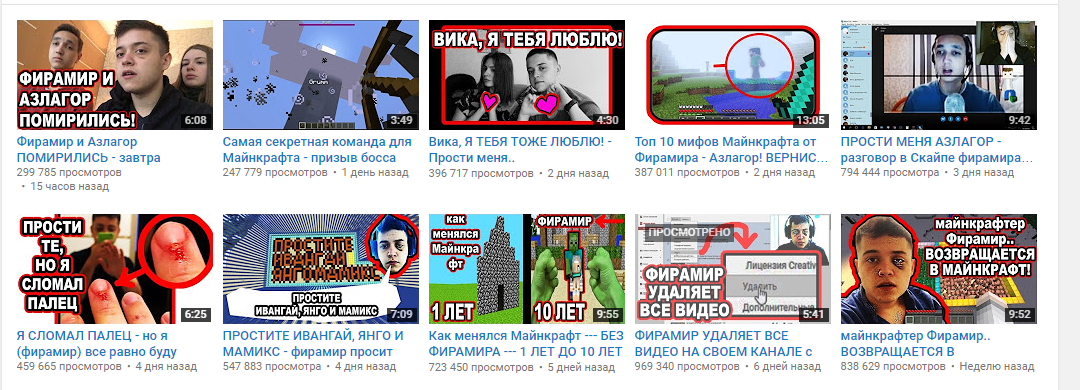 ФИРАМИР И
АЗЛАГОР
ПОМИРИЛИСЬ!
6:08
3:49
ВИКА, Я ТЕБЯ ЛЮБЛЮ!
4:30
13:05
9:42
Фирамир и Азлагор
ПОМИРИЛИСЬ - завтра
299 785 просмотров
• 15 часов назад
Самая секретная команда для
Майнкрафта - призыв босса
247 779 просмотров • 1 день назад
Вика, Я ТЕБЯ ТОЖЕ ЛЮБЛЮ! -
Прости меня..
396 717 просмотров • 2 дня назад
Топ 10 мифов Майнкрафта от
Фирамира - Азлагор! ВЕРНИС...
387 011 просмотров • 2 дня назад
ПРОСТИ МЕНЯ АЗЛАГОР -
разговор в Скайпе фирамира...
794 444 просмотра • 3 дня назад
ПРОСТИ
ТЕ,
НО Я
СЛОМАЛ
ПАЛЕЦ
6:25
ПРОСТИТЕ
ИВАНГАЙ
ЯНГО МАМИКС
ПРОСТИТЕ
ИВАНГАЙ, ЯНГО И МАМИКС
7:09
как
менялся
Майнкра
фт
ФИРАМИР
1 ЛЕТ
10 ЛЕТ
9:55
ПРОСМОТРЕНО
Лицензия Creativ
Удалить
Дополнительные
ФИРАМИР
УДАЛЯЕТ
ВСЕ ВИДЕО
5:41
майнкрафтер
Фирамир..
ВОЗВРАЩАЕТСЯ
В МАЙНКРАФТ!
9:52
Я СЛОМАЛ ПАЛЕЦ - но я
(фирамир) все равно буду
459 665 просмотров • 4 дня назад
ПРОСТИТЕ ИВАНГАЙ, ЯНГО И
МАМИКС - фирамир просит
547 883 просмотра • 4 дня назад
Как менялся Майнкрафт --- БЕЗ
ФИРАМИРА --- 1 ЛЕТ ДО 10 ЛЕТ
723 450 просмотров • 5 дней назад
ФИРАМИР УДАЛЯЕТ ВСЕ
ВИДЕО НА СВОЕМ КАНАЛЕ с
969 340 просмотров • 6 дней назад
майнкрафтер Фирамир..
ВОЗВРАЩАЕТСЯ В
838 629 просмотров • Неделю назад